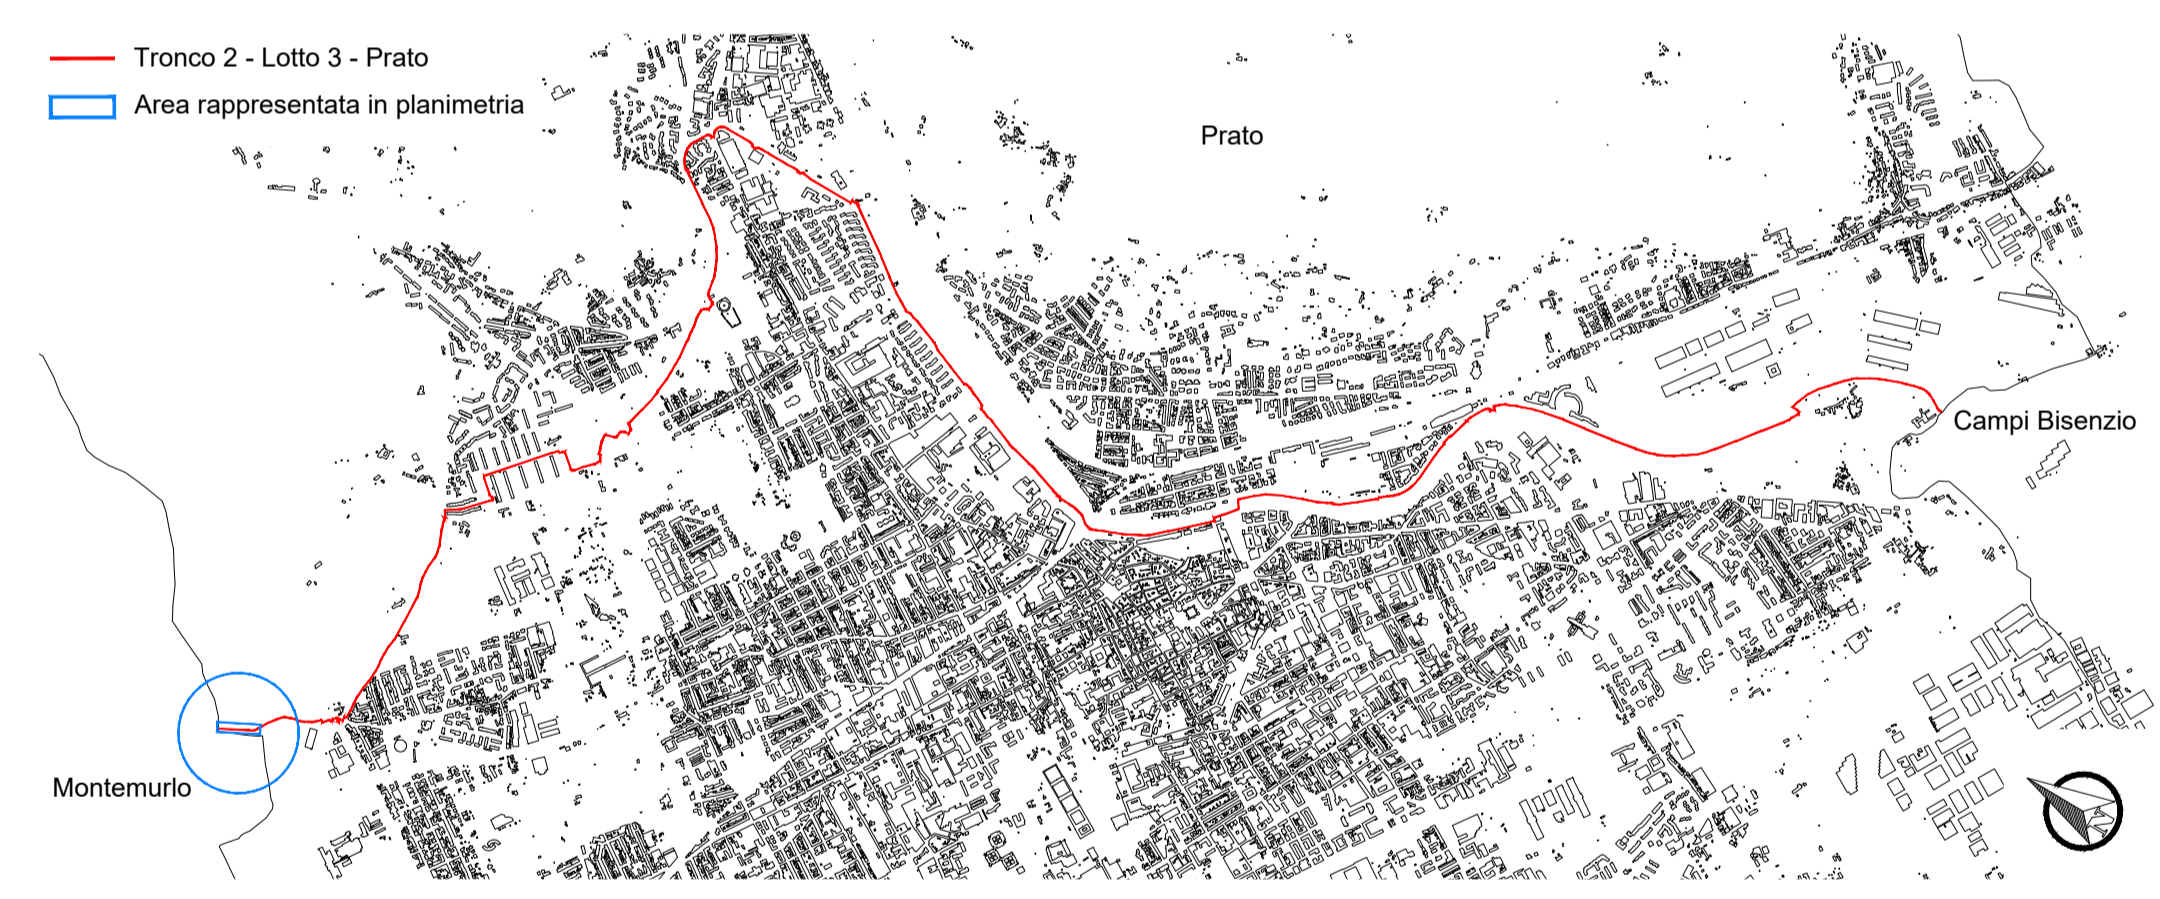 Tronco 2 - Lotto 3 - Prato
Area rappresentata in planimetria
Prato
Campi Bisenzio
Montemurlo